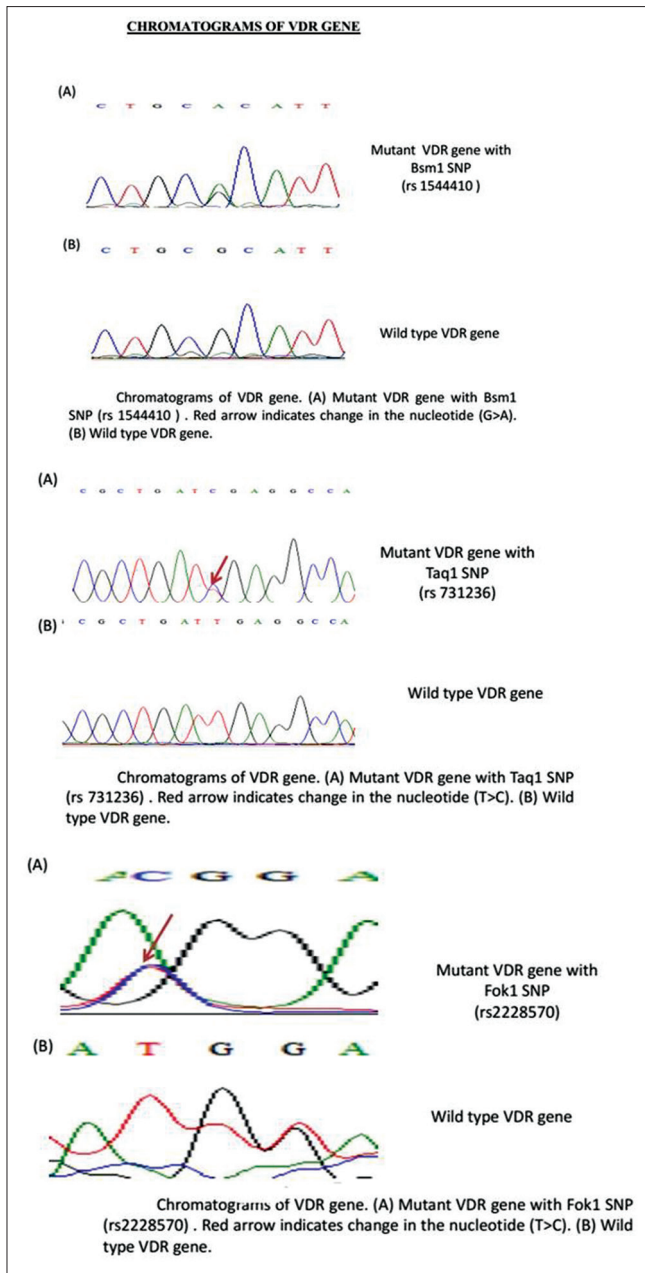 CHROMATOGRAMS OF VDR GENE
(A)
C T G C A C A T T
Mutant VDR gene with
Bsm1 SNP
(rs 1544410 )
(B)
C T G C G C A T T
Wild type VDR gene
Chromatograms of VDR gene. (A) Mutant VDR gene with Bsm1
SNP (rs 1544410 ) . Red arrow indicates change in the nucleotide (G>A).
(B) Wild type VDR gene.
(A)
C G C T G A T C G A G G C C A
Mutant VDR gene with
Taq1 SNP
(rs 731236)
(B)
C G C T G A T T G A G G C C A
Wild type VDR gene
Chromatograms of VDR gene. (A) Mutant VDR gene with Taq1 SNP
(rs 731236) . Red arrow indicates change in the nucleotide (T>C). (B) Wild
type VDR gene.
(A)
A C G G A
Mutant VDR gene with
Fok1 SNP
(rs2228570)
(B)
A T G G A
Wild type VDR gene
Chromatograms of VDR gene. (A) Mutant VDR gene with Fok1 SNP
(rs2228570) . Red arrow indicates change in the nucleotide (T>C). (B) Wild
type VDR gene.